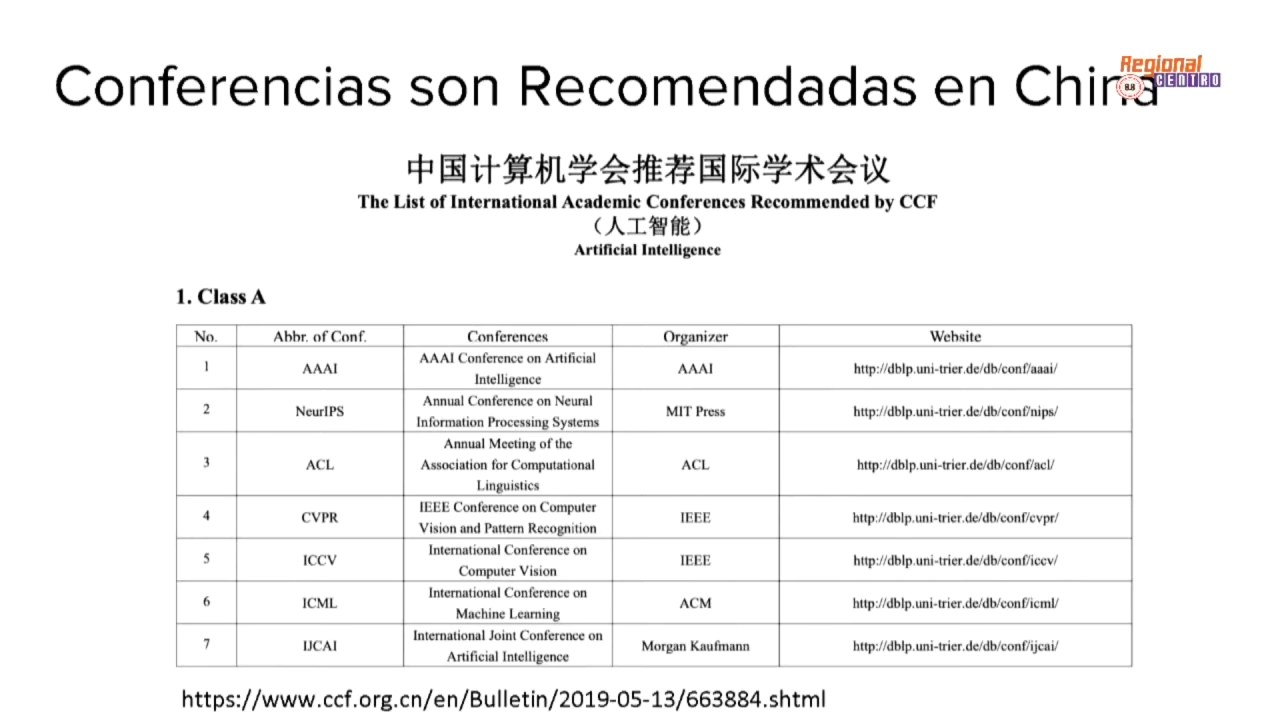 Conferencias son Recomendadas en China
Regional
8.8 CENTRO
中国计算机学会推荐国际学术会议
The List of International Academic Conferences Recommended by CCF
（人工智能）
Artificial Intelligence
1. Class A
No. Abbr. of Conf. Conferences Organizer Website
1 AAAI AAAI Conference on Artificial Intelligence AAAI http://dblp.uni-trier.de/db/conf/aaai/
2 NeurIPS Annual Conference on Neural Information Processing Systems MIT Press http://dblp.uni-trier.de/db/conf/nips/
3 ACL Annual Meeting of the Association for Computational Linguistics ACL http://dblp.uni-trier.de/db/conf/acl/
4 CVPR IEEE Conference on Computer Vision and Pattern Recognition IEEE http://dblp.uni-trier.de/db/conf/cvpr/
5 ICCV International Conference on Computer Vision IEEE http://dblp.uni-trier.de/db/conf/iccv/
6 ICML International Conference on Machine Learning ACM http://dblp.uni-trier.de/db/conf/icml/
7 IJCAI International Joint Conference on Artificial Intelligence Morgan Kaufmann http://dblp.uni-trier.de/db/conf/ijcai/
https://www.ccf.org.cn/en/Bulletin/2019-05-13/663884.shtml